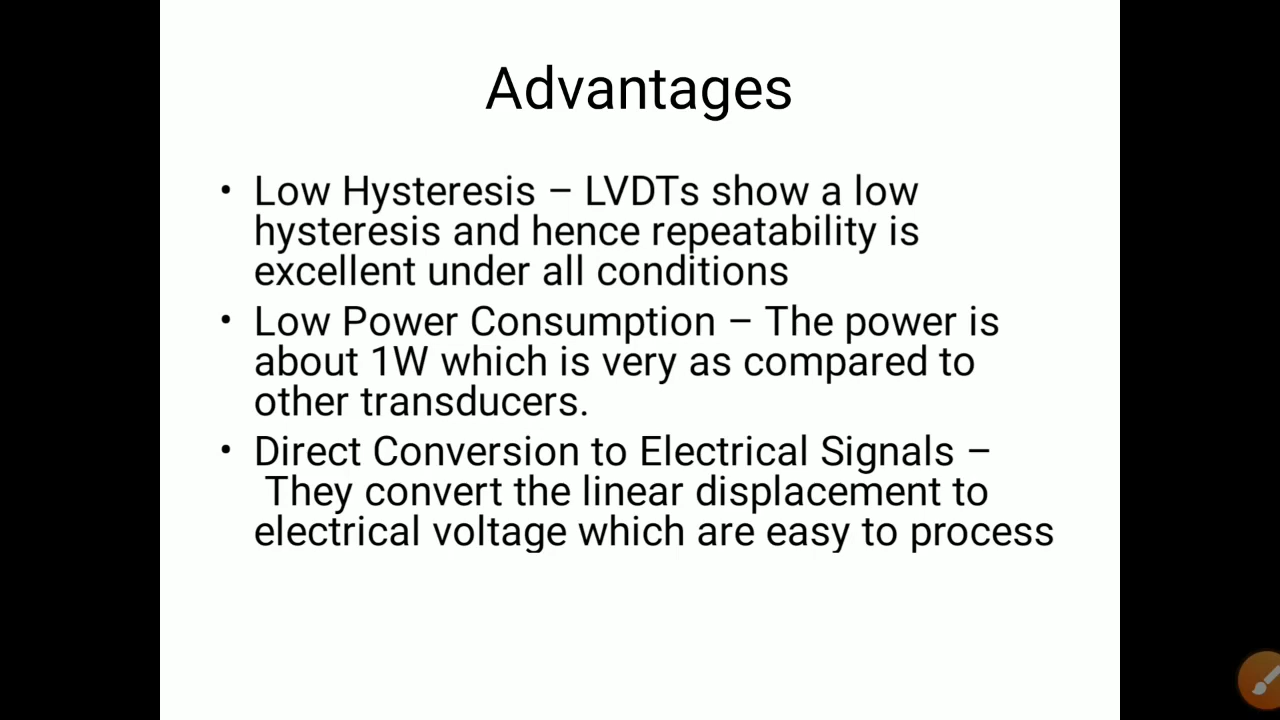 Advantages
• Low Hysteresis – LVDTs show a low
hysteresis and hence repeatability is
excellent under all conditions
• Low Power Consumption – The power is
about 1W which is very as compared to
other transducers.
• Direct Conversion to Electrical Signals –
They convert the linear displacement to
electrical voltage which are easy to process